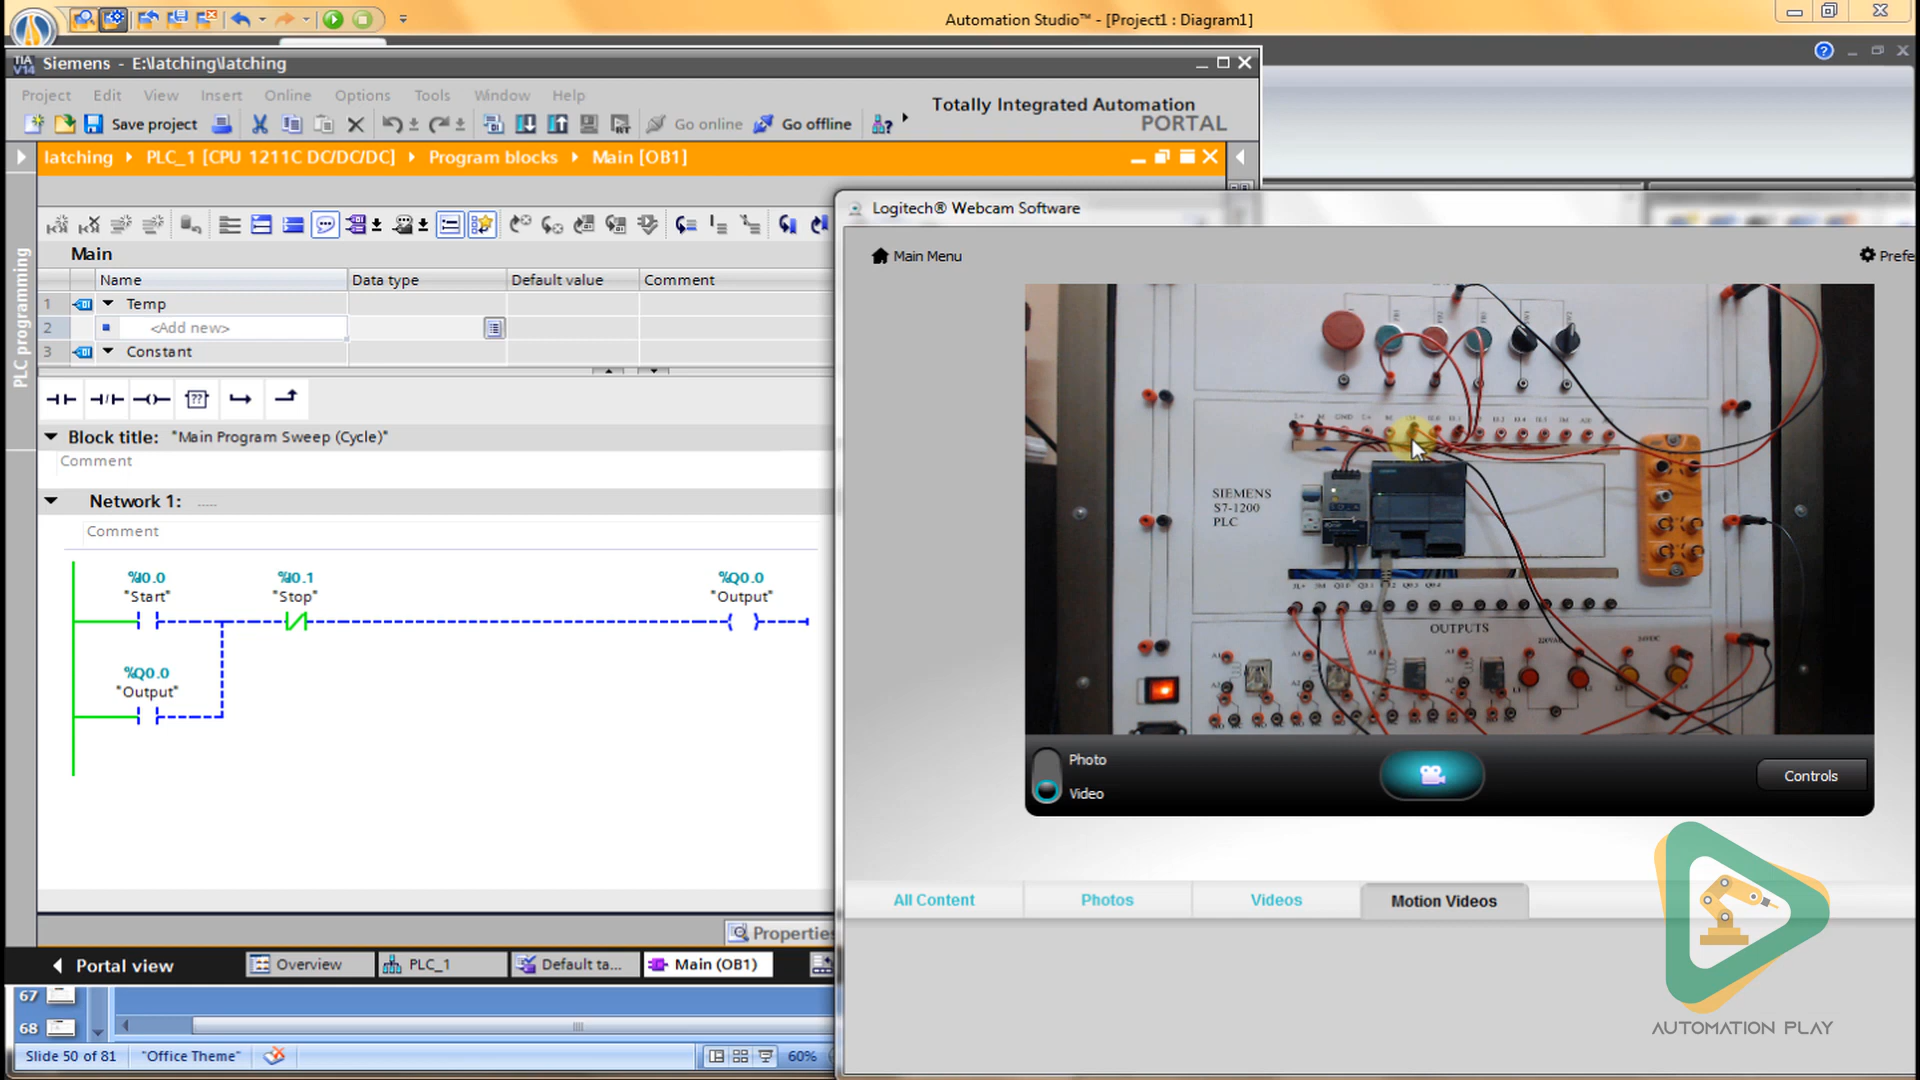 Automation Studio™ - [Project1 : Diagram1]
TIA V14
Siemens - E:\latching\latching
Project Edit View Insert Online Options Tools Window Help
Totally Integrated Automation
PORTAL
Save project
Go online
Go offline
latching
PLC_1 [CPU 1211C DC/DC/DC]
Program blocks
Main [OB1]
PLC programming
Main
Name
Data type
Default value
Comment
1
Temp
2
<Add new>
3
Constant
??
Block title: "Main Program Sweep (Cycle)"
Comment
Network 1: .....
Comment
%I0.0
"Start"
%I0.1
"Stop"
%Q0.0
"Output"
%Q0.0
"Output"
Properties
Portal view
Overview
PLC_1
Default ta...
Main (OB1)
67
68
Slide 50 of 81
"Office Theme"
60%
Logitech® Webcam Software
Main Menu
Prefe
SIEMENS
S7-1200
PLC
OUTPUTS
Photo
Video
Controls
All Content
Photos
Videos
Motion Videos
AUTOMATION PLAY